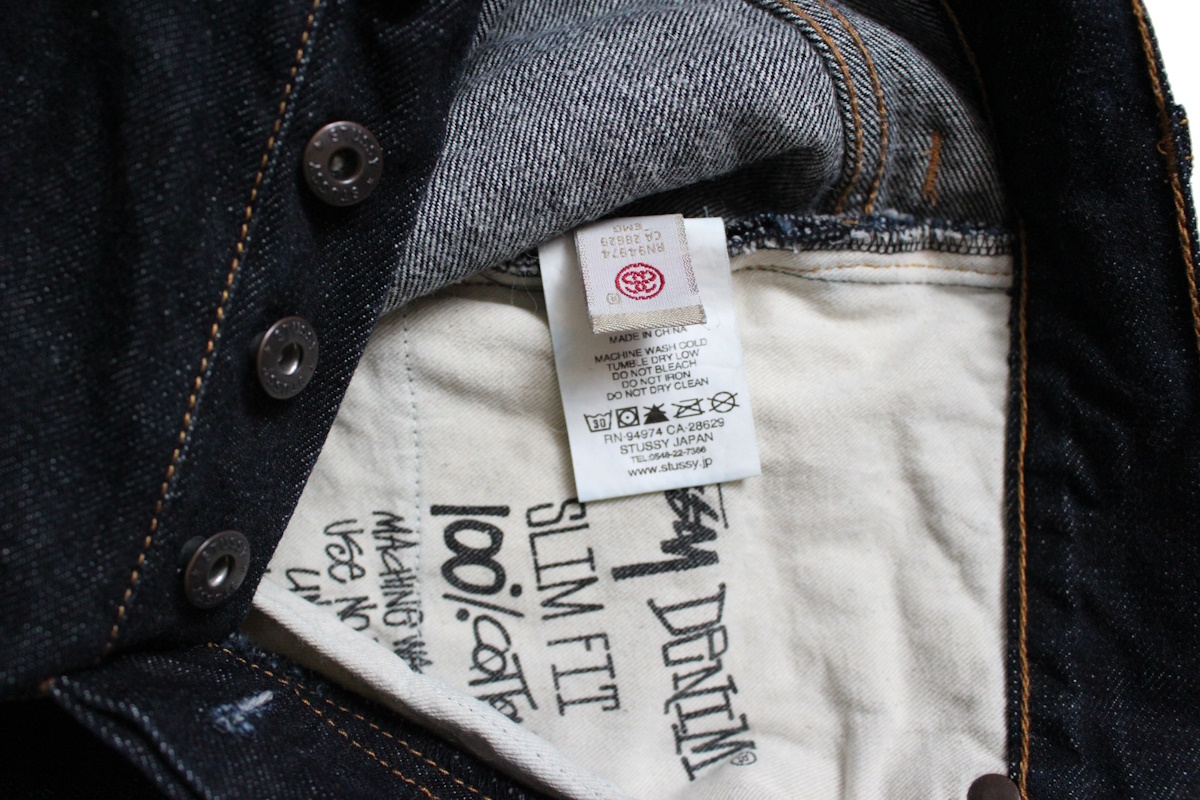 RN94974
CA 28629
MADE IN CHINA
MACHINE WASH COLD
TUMBLE DRY LOW
DO NOT BLEACH
DO NOT IRON
DO NOT DRY CLEAN
30
RN-94974 CA-28629
STUSSY JAPAN
TEL:0548-22-7366
www.stussy.jp
DENIM
SLIM FIT
100%
USE